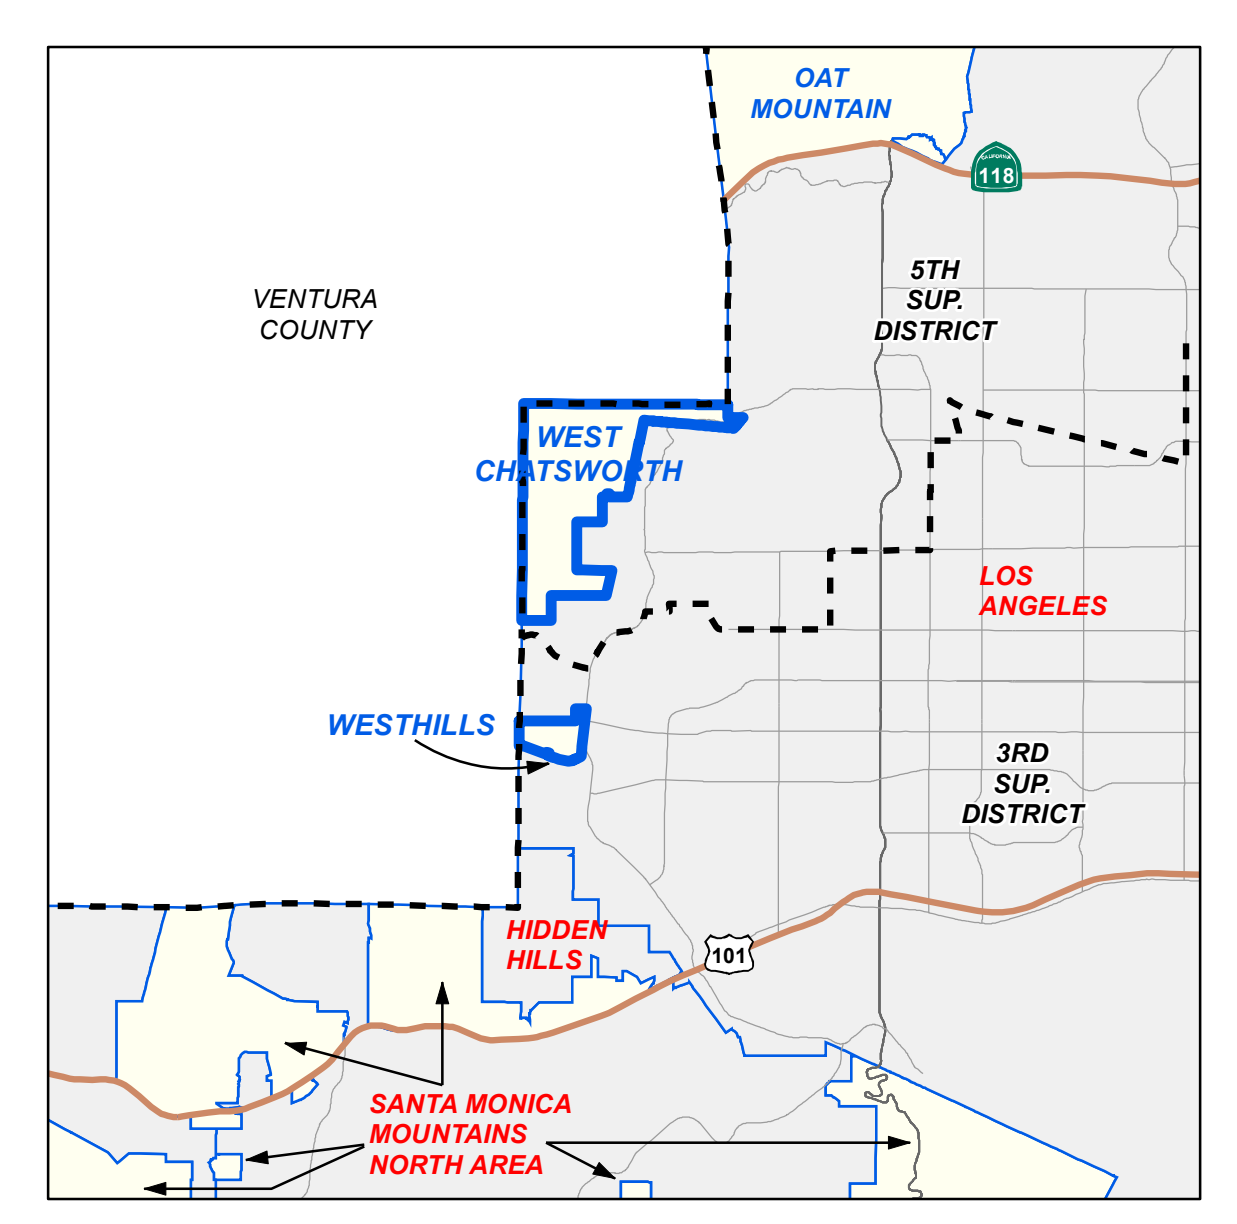 OAT
MOUNTAIN
CALIFORNIA
118
5TH
SUP.
DISTRICT
VENTURA
COUNTY
WEST
CHATSWORTH
LOS
ANGELES
WESTHILLS
3RD
SUP.
DISTRICT
HIDDEN
HILLS
101
SANTA MONICA
MOUNTAINS
NORTH AREA